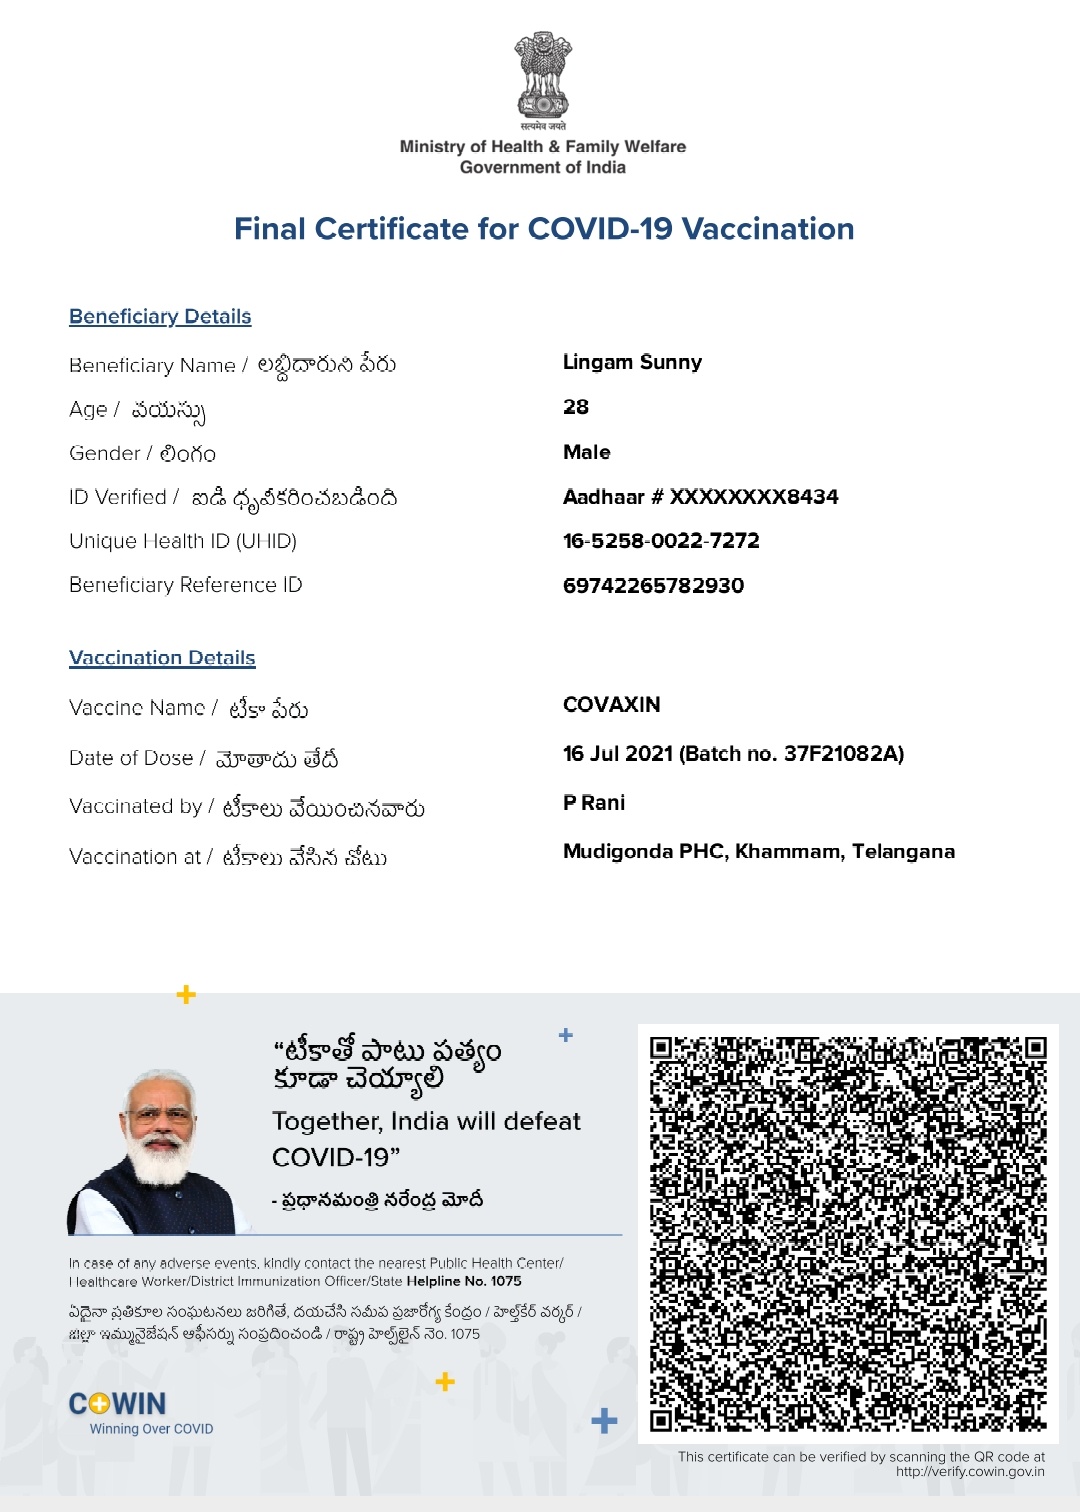 सत्यमेव जयते
Ministry of Health & Family Welfare
Government of India
Final Certificate for COVID-19 Vaccination
Beneficiary Details
Beneficiary Name / లబ్ధిదారుని పేరు Lingam Sunny
Age / వయస్సు 28
Gender / లింగం Male
ID Verified / ఐడి ధృవీకరించబడింది Aadhaar # XXXXXXXX8434
Unique Health ID (UHID) 16-5258-0022-7272
Beneficiary Reference ID 69742265782930
Vaccination Details
Vaccine Name / టీకా పేరు COVAXIN
Date of Dose / మోతాదు తేదీ 16 Jul 2021 (Batch no. 37F21082A)
Vaccinated by / టీకాలు వేయించినవారు P Rani
Vaccination at / టీకాలు వేసిన చోటు Mudigonda PHC, Khammam, Telangana
“టీకాతో పాటు పత్యం
కూడా చెయ్యాలి
Together, India will defeat
COVID-19”
- ప్రధానమంత్రి నరేంద్ర మోదీ
In case of any adverse events, kindly contact the nearest Public Health Center/
Healthcare Worker/District Immunization Officer/State Helpline No. 1075
ఏదైనా ప్రతికూల సంఘటనలు జరిగితే, దయచేసి సమీప ప్రజారోగ్య కేంద్రం / హెల్త్‌కేర్ వర్కర్ /
జిల్లా ఇమ్మునైజేషన్ ఆఫీసర్ను సంప్రదించండి / రాష్ట్ర హెల్ప్‌లైన్ నెం. 1075
COWIN
Winning Over COVID
This certificate can be verified by scanning the QR code at
http://verify.cowin.gov.in